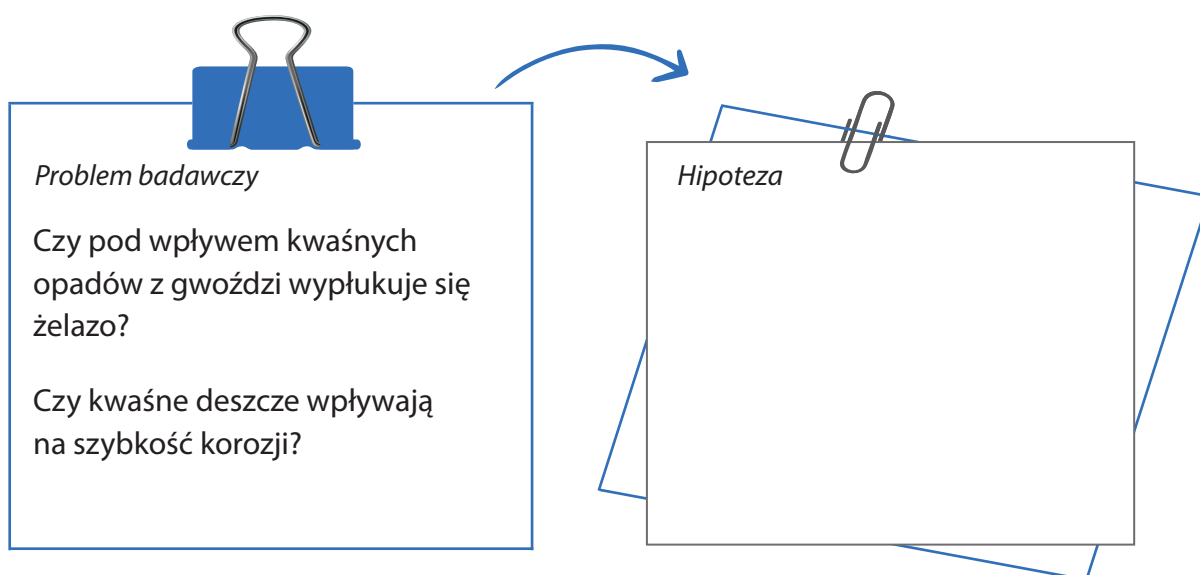 Problem badawczy
Czy pod wpływem kwaśnych
opadów z gwoździ wypłukuje się
żelazo?
Czy kwaśne deszcze wpływają
na szybkość korozji?
Hipoteza